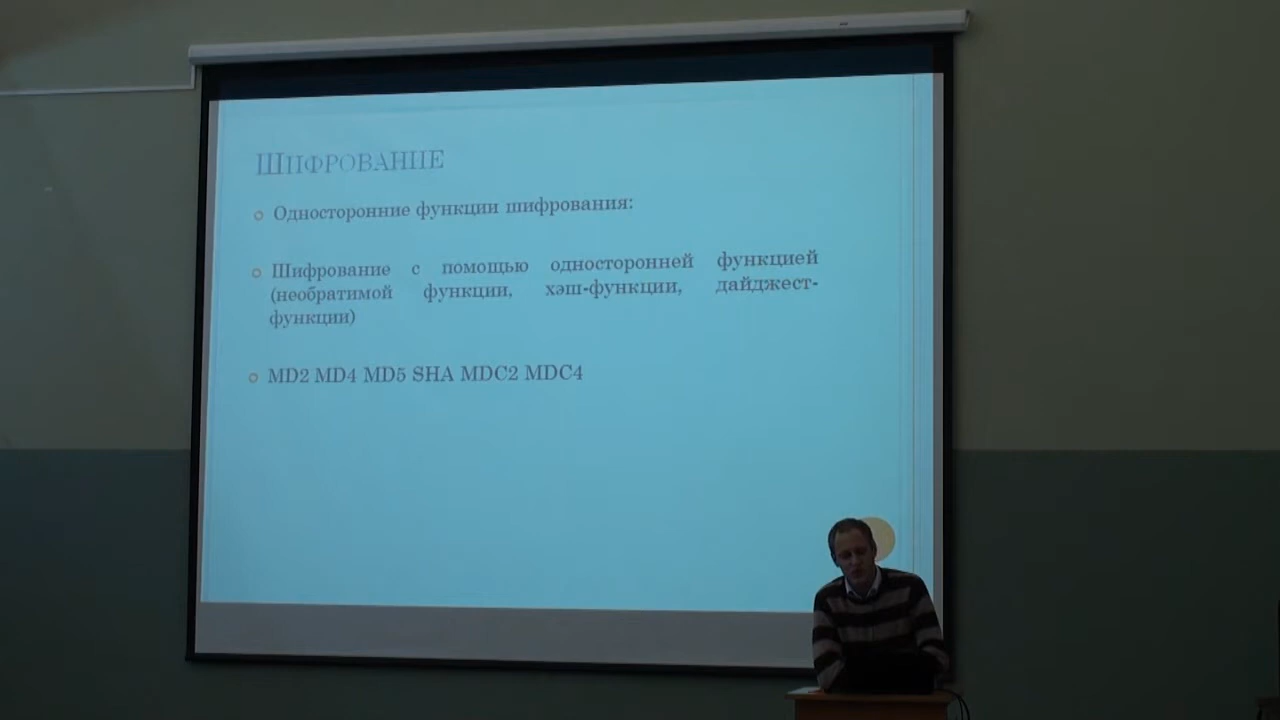 ШИФРОВАНИЕ
Односторонние функции шифрования:
Шифрование с помощью односторонней функцией
(необратимой функции, хэш-функции, дайджест-
функции)
MD2 MD4 MD5 SHA MDC2 MDC4